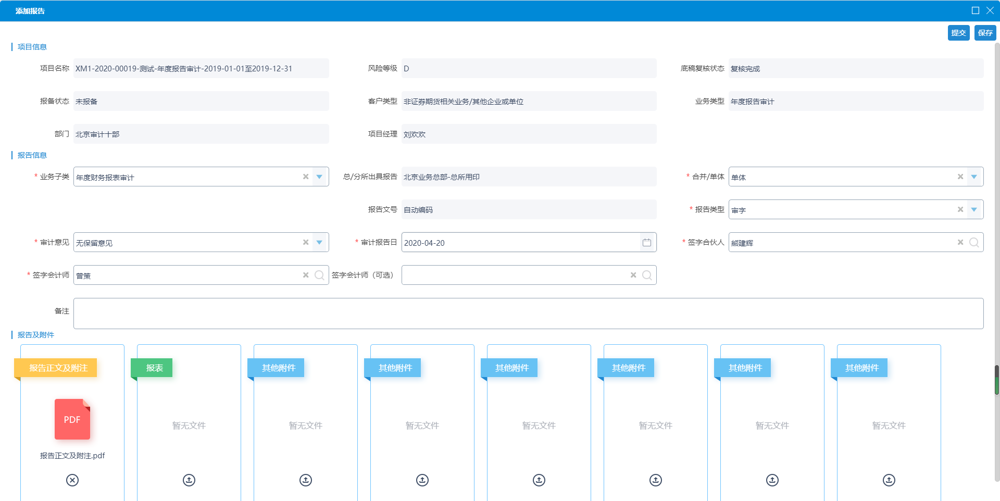 添加报告
提交 保存
项目信息
项目名称 XM1-2020-00019-测试-年度报告审计-2019-01-01至2019-12-31 风险等级 D 底稿复核状态 复核完成
报备状态 未报备 客户类型 非证券期货相关业务/其他企业或单位 业务类型 年度报告审计
部门 北京审计十部 项目经理 刘欢欢
报告信息
* 业务子类 年度财务报表审计 总/分所出具报告 北京业务总部-总所用印 * 合并/单体 单体
报告文号 自动编码 * 报告类型 审字
* 审计意见 无保留意见 * 审计报告日 2020-04-20 * 签字合伙人 熊建辉
* 签字会计师 曾策 签字会计师（可选）
备注
报告及附件
报告正文及附注 报表 其他附件 其他附件 其他附件 其他附件 其他附件 其他附件
PDF 暂无文件 暂无文件 暂无文件 暂无文件 暂无文件 暂无文件 暂无文件
报告正文及附注.pdf